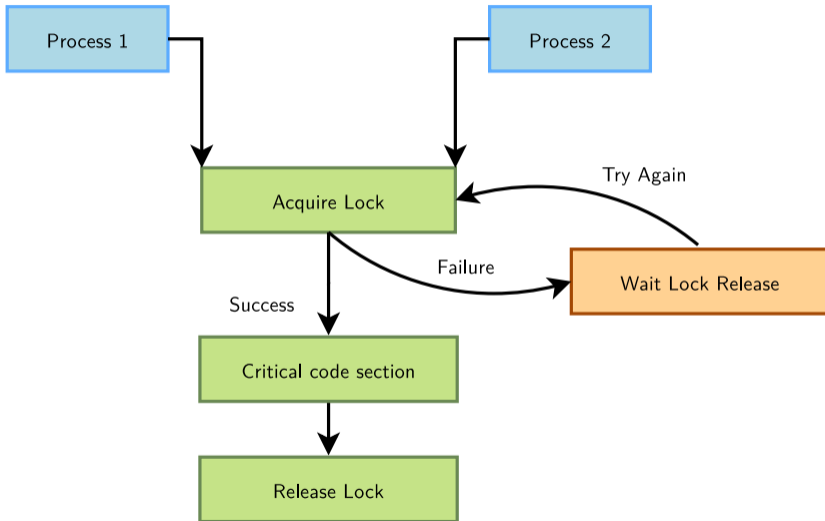 Process 1
Process 2
Try Again
Acquire Lock
Failure
Wait Lock Release
Success
Critical code section
Release Lock